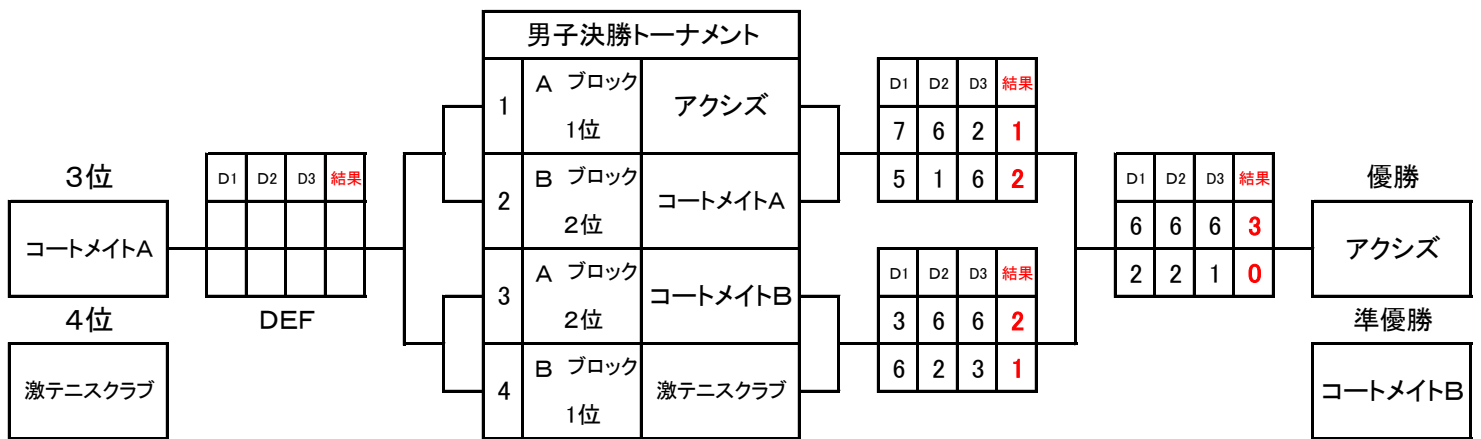 男子決勝トーナメント
1 A ブロック 1位 アクシズ
2 B ブロック 2位 コートメイトA
3 A ブロック 2位 コートメイトB
4 B ブロック 1位 激テニスクラブ
3位
コートメイトA
4位
激テニスクラブ
D1 D2 D3 結果
DEF
D1 D2 D3 結果
7 6 2 1
5 1 6 2
D1 D2 D3 結果
3 6 6 2
6 2 3 1
D1 D2 D3 結果
6 6 6 3
2 2 1 0
優勝
アクシズ
準優勝
コートメイトB